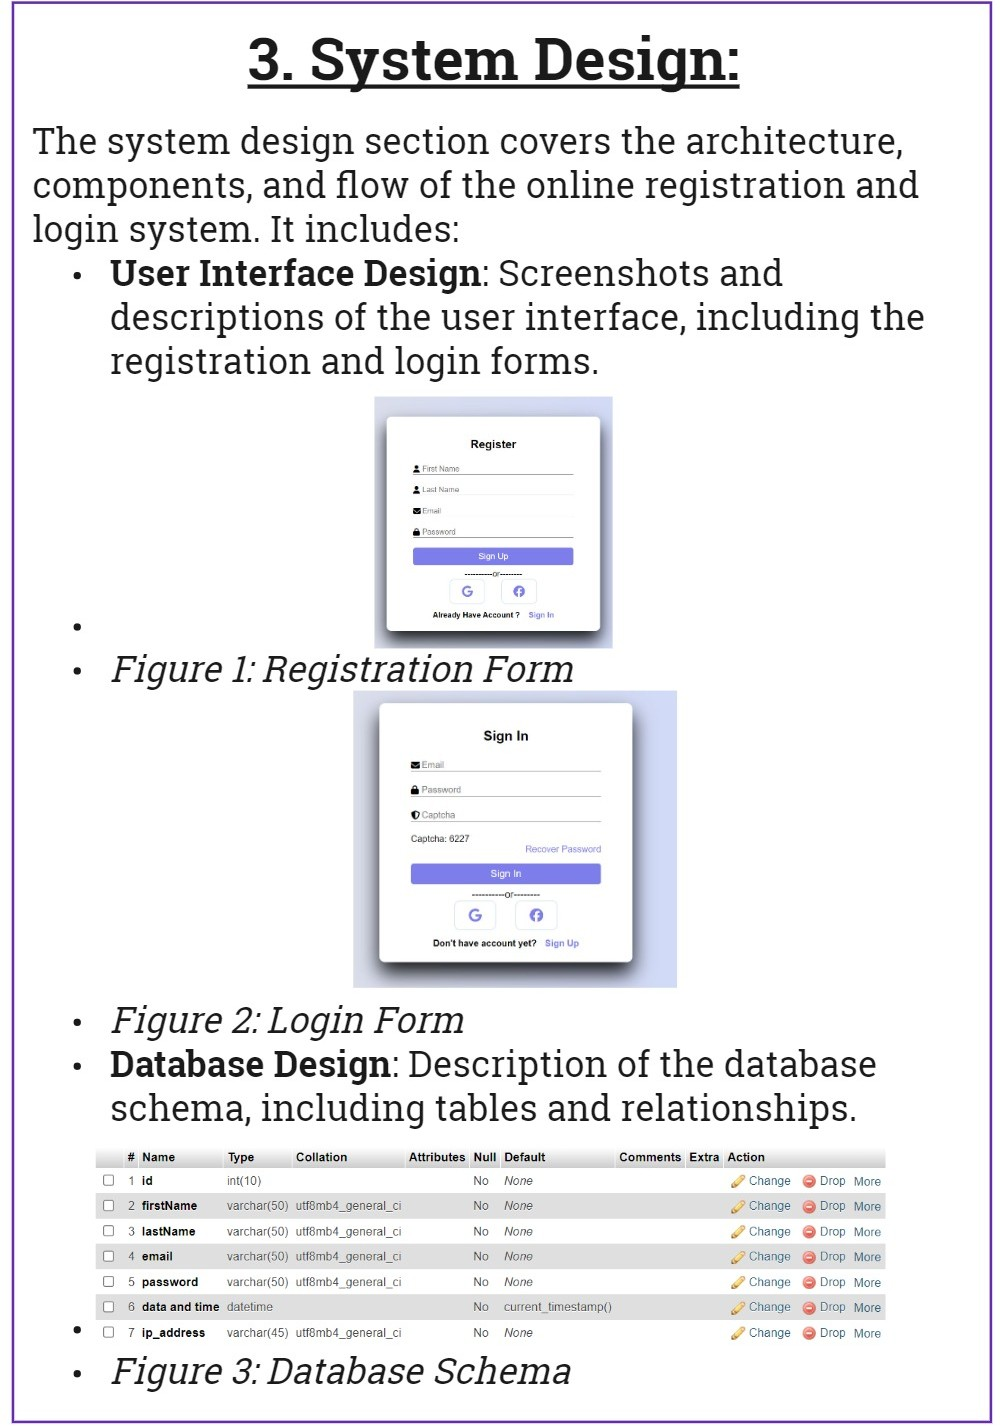 3. System Design:
The system design section covers the architecture,
components, and flow of the online registration and
login system. It includes:
• User Interface Design: Screenshots and
descriptions of the user interface, including the
registration and login forms.
Register
First Name
Last Name
Email
Password
Sign Up
----------or--------
G
Already Have Account ? Sign In
•
• Figure 1: Registration Form
Sign In
Email
Password
Captcha
Captcha: 6227
Recover Password
Sign In
----------or--------
G
Don't have account yet? Sign Up
• Figure 2: Login Form
• Database Design: Description of the database
schema, including tables and relationships.
# Name Type Collation Attributes Null Default Comments Extra Action
1 id int(10) No None Change Drop More
2 firstName varchar(50) utf8mb4_general_ci No None Change Drop More
3 lastName varchar(50) utf8mb4_general_ci No None Change Drop More
4 email varchar(50) utf8mb4_general_ci No None Change Drop More
5 password varchar(50) utf8mb4_general_ci No None Change Drop More
6 data and time datetime No current_timestamp() Change Drop More
• 7 ip_address varchar(45) utf8mb4_general_ci No None Change Drop More
• Figure 3: Database Schema